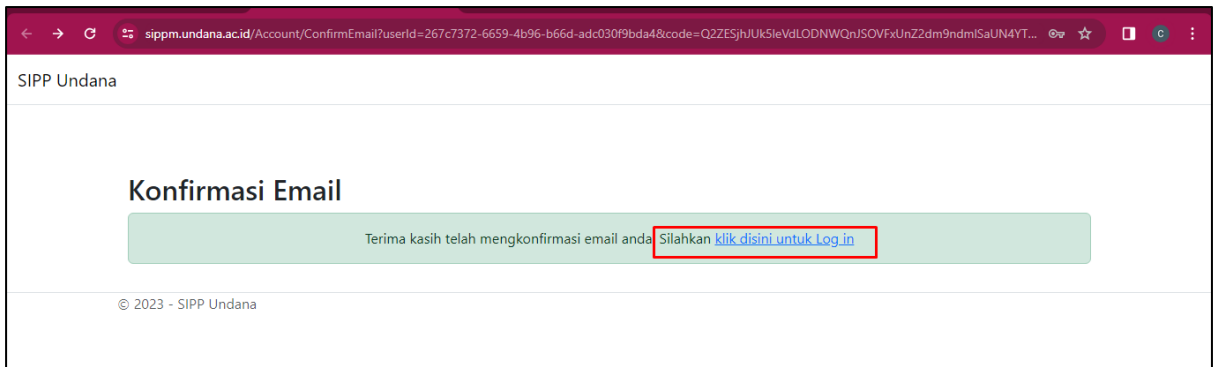 sippm.undana.ac.id/Account/ConfirmEmail?userId=267c7372-6659-4b96-b66d-adc030f9bda4&code=Q2ZESjhJUk5IeVdLODNWQnJSOVFxUnZ2dm9ndmlSaUN4YT...
C
SIPP Undana
Konfirmasi Email
Terima kasih telah mengkonfirmasi email anda Silahkan klik disini untuk Log in
© 2023 - SIPP Undana